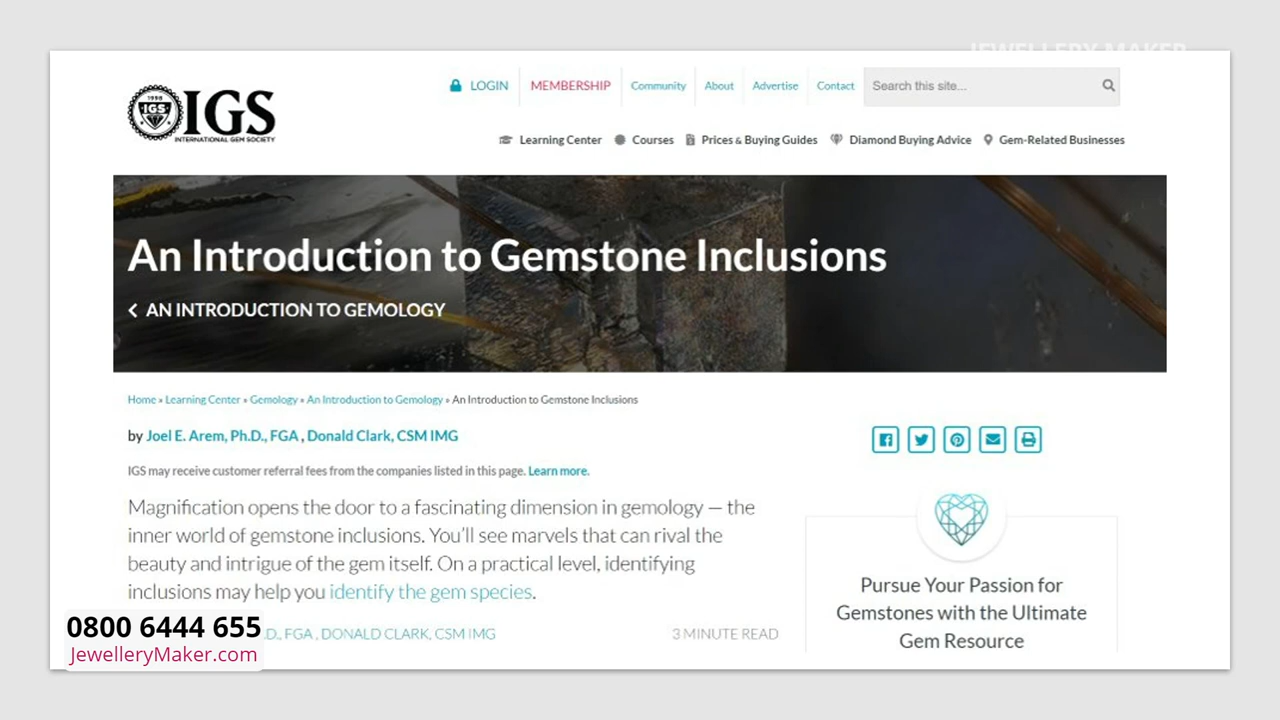 JEWELLERY MAKER
LOGIN MEMBERSHIP Community About Advertise Contact Search this site...
1998
IGS
IGS
INTERNATIONAL GEM SOCIETY
Learning Center Courses Prices & Buying Guides Diamond Buying Advice Gem-Related Businesses
An Introduction to Gemstone Inclusions
AN INTRODUCTION TO GEMOLOGY
Home » Learning Center » Gemology » An Introduction to Gemology » An Introduction to Gemstone Inclusions
by Joel E. Arem, Ph.D., FGA , Donald Clark, CSM IMG
IGS may receive customer referral fees from the companies listed in this page. Learn more.
Magnification opens the door to a fascinating dimension in gemology — the
inner world of gemstone inclusions. You'll see marvels that can rival the
beauty and intrigue of the gem itself. On a practical level, identifying
inclusions may help you identify the gem species.
D., FGA , DONALD CLARK, CSM IMG 3 MINUTE READ
Pursue Your Passion for
Gemstones with the Ultimate
Gem Resource
0800 6444 655
JewelleryMaker.com